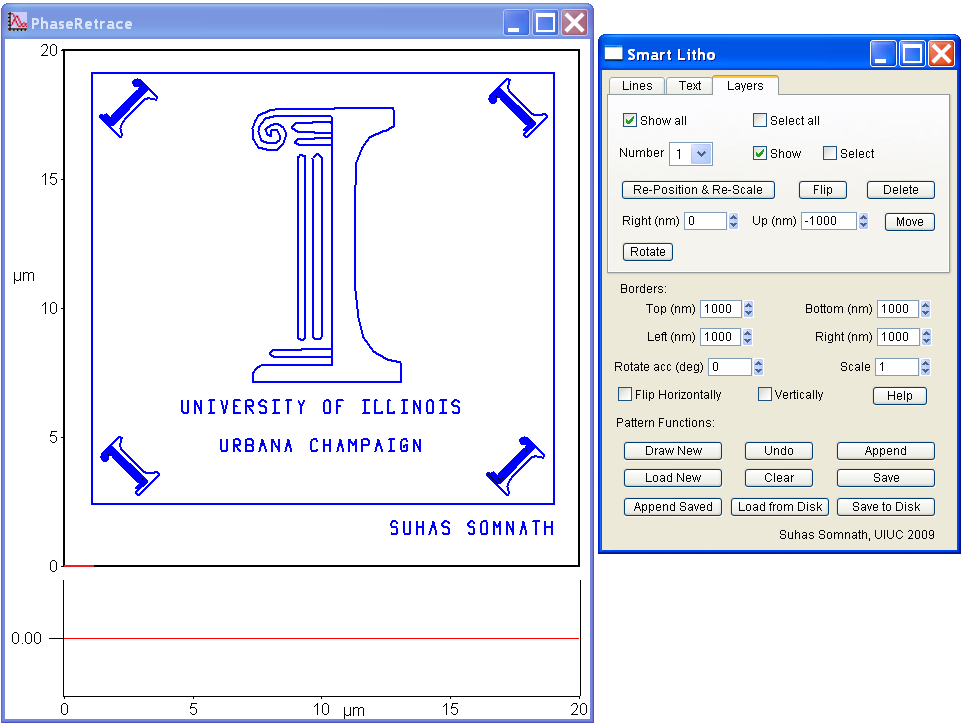 PhaseRetrace
20
15
µm
10
5
0
UNIVERSITY OF ILLINOIS
URBANA CHAMPAIGN
SUHAS SOMNATH
0.00
0 5 10 µm 15 20
Smart Litho
Lines Text Layers
Show all Select all
Number 1 Show Select
Re-Position & Re-Scale Flip Delete
Right (nm) 0 Up (nm) -1000 Move
Rotate
Borders:
Top (nm) 1000 Bottom (nm) 1000
Left (nm) 1000 Right (nm) 1000
Rotate acc (deg) 0 Scale 1
Flip Horizontally Vertically Help
Pattern Functions:
Draw New Undo Append
Load New Clear Save
Append Saved Load from Disk Save to Disk
Suhas Somnath, UIUC 2009